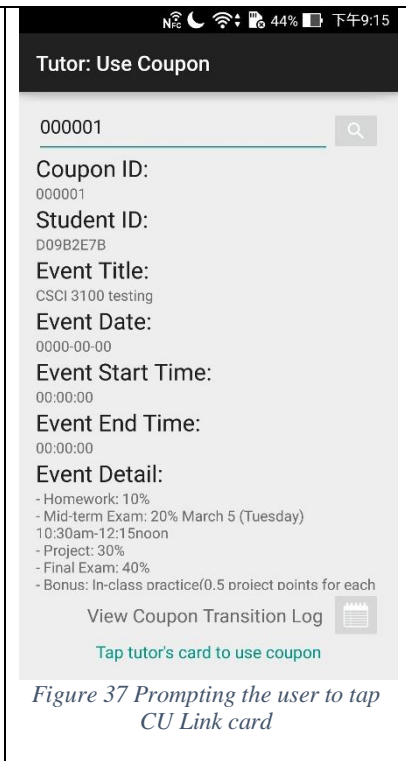 NFC 44% 下午9:15
Tutor: Use Coupon
000001
Coupon ID:
000001
Student ID:
D09B2E7B
Event Title:
CSCI 3100 testing
Event Date:
0000-00-00
Event Start Time:
00:00:00
Event End Time:
00:00:00
Event Detail:
- Homework: 10%
- Mid-term Exam: 20% March 5 (Tuesday)
10:30am-12:15noon
- Project: 30%
- Final Exam: 40%
- Bonus: In-class practice(0.5 project points for each
View Coupon Transition Log
Tap tutor's card to use coupon
Figure 37 Prompting the user to tap
CU Link card